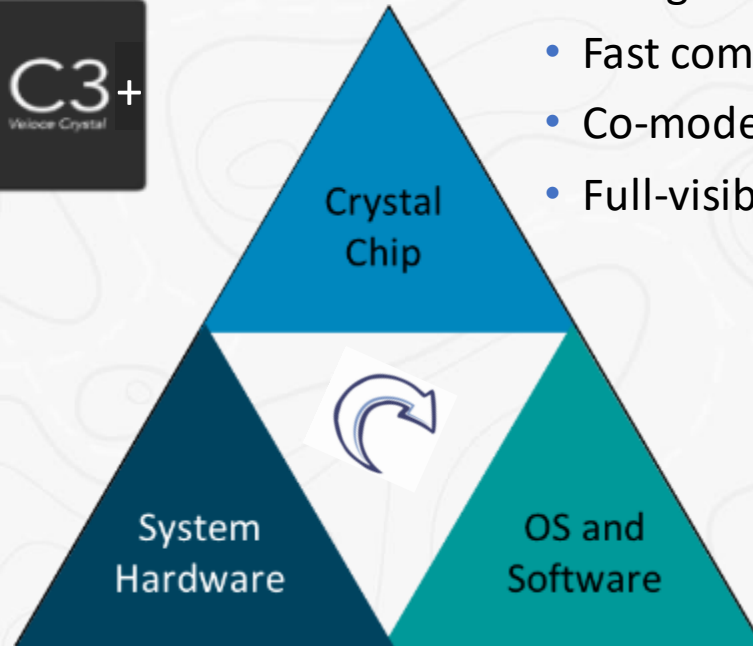 C3+
Veloce Crystal
• Fast com
• Co-mode
• Full-visib
Crystal
Chip
System
Hardware
OS and
Software